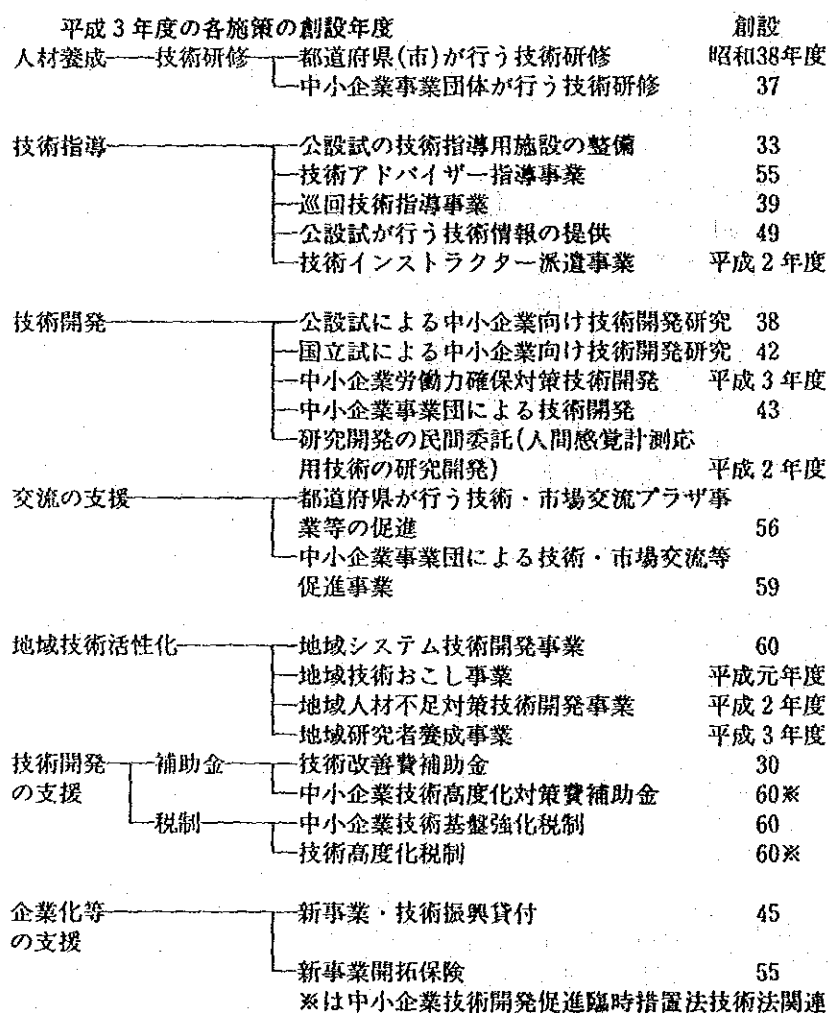 平成3年度の各施策の創設年度 創設
人材養成 技術研修 都道府県(市)が行う技術研修 昭和38年度
中小企業事業団体が行う技術研修 37
技術指導 公設試の技術指導用施設の整備 33
技術アドバイザー指導事業 55
巡回技術指導事業 39
公設試が行う技術情報の提供 49
技術インストラクター派遣事業 平成2年度
技術開発 公設試による中小企業向け技術開発研究 38
国立試による中小企業向け技術開発研究 42
中小企業労働力確保対策技術開発 平成3年度
中小企業事業団による技術開発 43
研究開発の民間委託(人間感覚計測応
用技術の研究開発) 平成2年度
交流の支援 都道府県が行う技術・市場交流プラザ事
業等の促進 56
中小企業事業団による技術・市場交流等
促進事業 59
地域技術活性化 地域システム技術開発事業 60
地域技術おこし事業 平成元年度
地域人材不足対策技術開発事業 平成2年度
地域研究者養成事業 平成3年度
技術開発 補助金 技術改善費補助金 30
の支援 中小企業技術高度化対策費補助金 60※
税制 中小企業技術基盤強化税制 60
技術高度化税制 60※
企業化等 新事業・技術振興貸付 45
の支援
新事業開拓保険 55
※は中小企業技術開発促進臨時措置法技術法関連